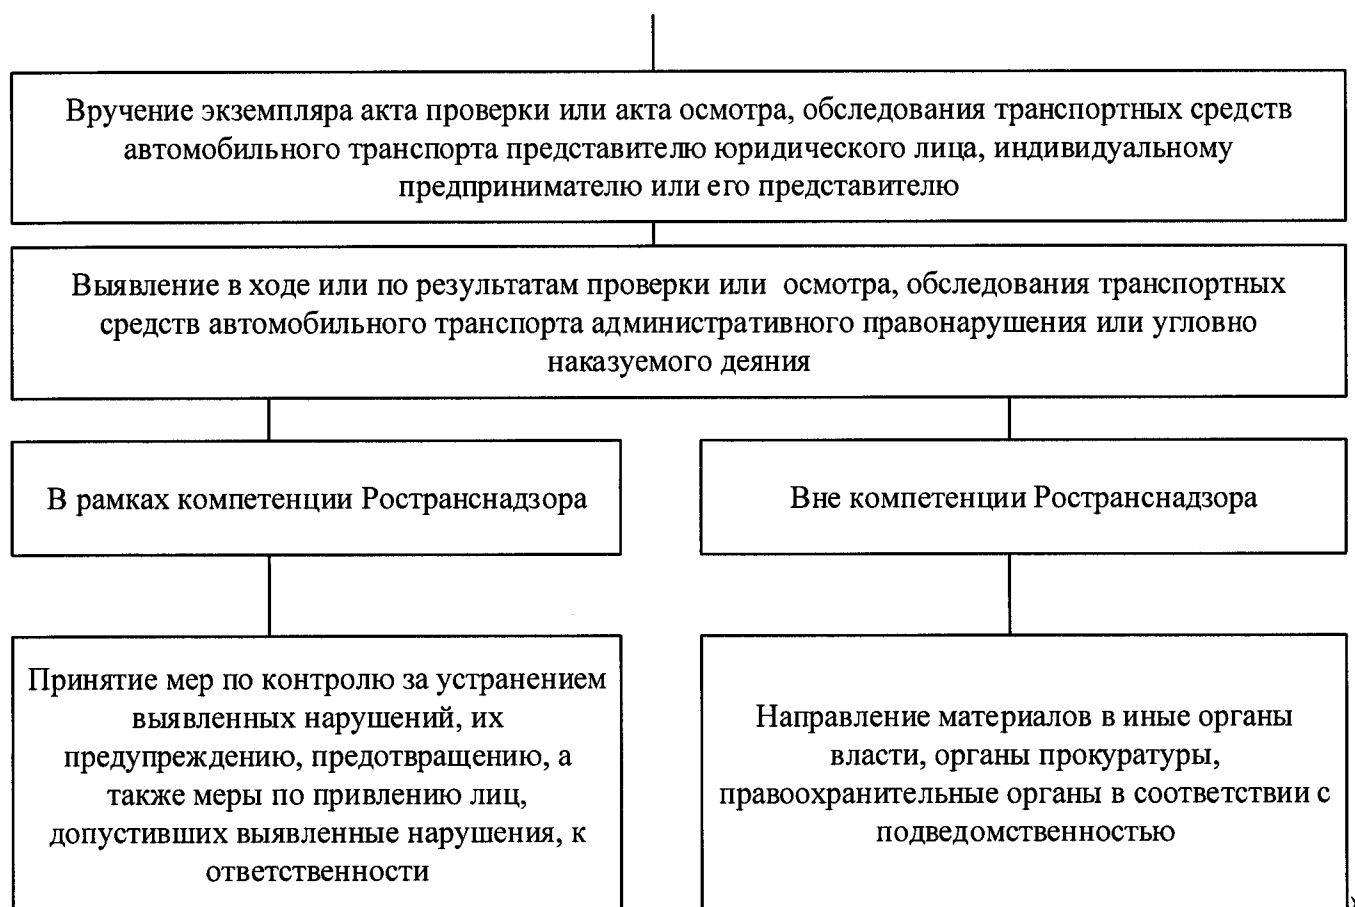 Вручение экземпляра акта проверки или акта осмотра, обследования транспортных средств
автомобильного транспорта представителю юридического лица, индивидуальному
предпринимателю или его представителю
Выявление в ходе или по результатам проверки или осмотра, обследования транспортных
средств автомобильного транспорта административного правонарушения или угловно
наказуемого деяния
В рамках компетенции Ространснадзора
Вне компетенции Ространснадзора
Принятие мер по контролю за устранением
выявленных нарушений, их
предупреждению, предотвращению, а
также меры по привлению лиц,
допустивших выявленные нарушения, к
ответственности
Направление материалов в иные органы
власти, органы прокуратуры,
правоохранительные органы в соответствии с
подведомственностью